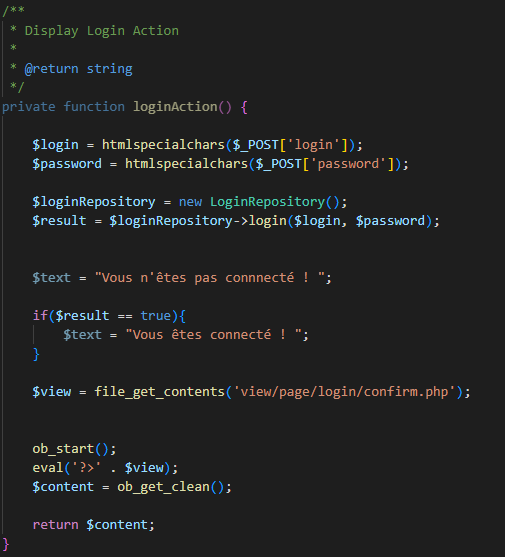 /**
 * Display Login Action
 *
 * @return string
 */
private function loginAction() {
$login = htmlspecialchars($_POST['login']);
$password = htmlspecialchars($_POST['password']);
$loginRepository = new LoginRepository();
$result = $loginRepository->login($login, $password);
$text = "Vous n'êtes pas connnecté ! ";
if($result == true){
$text = "Vous êtes connecté ! ";
}
$view = file_get_contents('view/page/login/confirm.php');
ob_start();
eval('?>' . $view);
$content = ob_get_clean();
return $content;
}